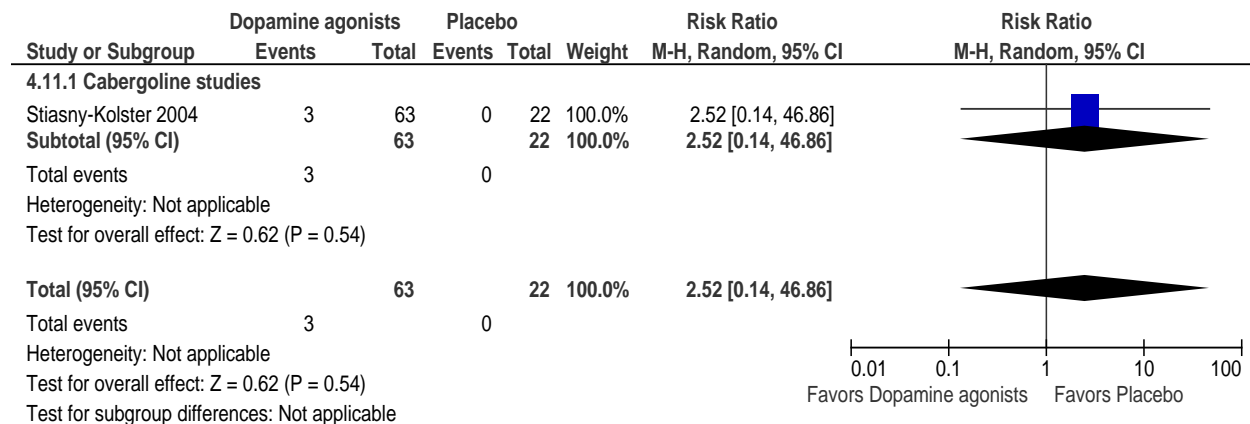 Dopamine agonists Placebo Risk Ratio Risk Ratio
Study or Subgroup Events Total Events Total Weight M-H, Random, 95% CI M-H, Random, 95% CI
4.11.1 Cabergoline studies
Stiasny-Kolster 2004 3 63 0 22 100.0% 2.52 [0.14, 46.86]
Subtotal (95% CI) 63 22 100.0% 2.52 [0.14, 46.86]
Total events 3 0
Heterogeneity: Not applicable
Test for overall effect: Z = 0.62 (P = 0.54)
Total (95% CI) 63 22 100.0% 2.52 [0.14, 46.86]
Total events 3 0
Heterogeneity: Not applicable
Test for overall effect: Z = 0.62 (P = 0.54)
Test for subgroup differences: Not applicable
0.01 0.1 1 10 100
Favors Dopamine agonists Favors Placebo